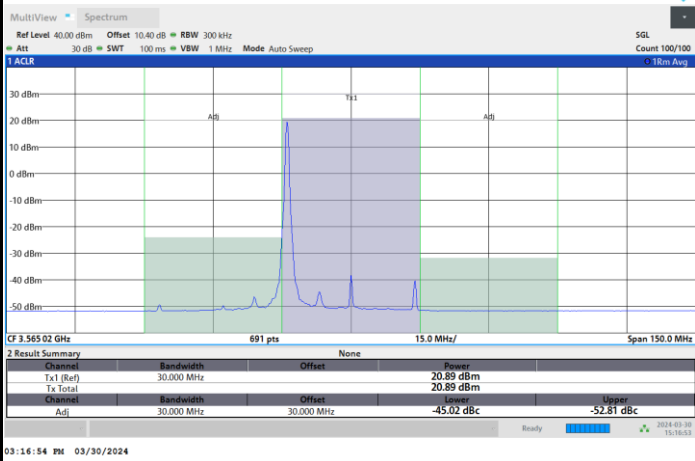 MultiView Spectrum
Ref Level 40.00 dBm Offset 10.40 dB RBW 300 kHz SGL
Att 30 dB SWT 100 ms VBW 1 MHz Mode Auto Sweep Count 100/100
1 ACLR 1Rm Avg
30 dBm
Tx1
20 dBm Adj Adj
10 dBm
0 dBm
-10 dBm
-20 dBm
-30 dBm
-40 dBm
-50 dBm
CF 3.56502 GHz 691 pts 15.0 MHz/ Span 150.0 MHz
2 Result Summary None
Channel Bandwidth Offset Power
Tx1 (Ref) 30.000 MHz 20.89 dBm
Tx Total 20.89 dBm
Channel Bandwidth Offset Lower Upper
Adj 30.000 MHz 30.000 MHz -45.02 dBc -52.81 dBc
Ready 2024-03-30
15:16:53
03:16:54 PM 03/30/2024